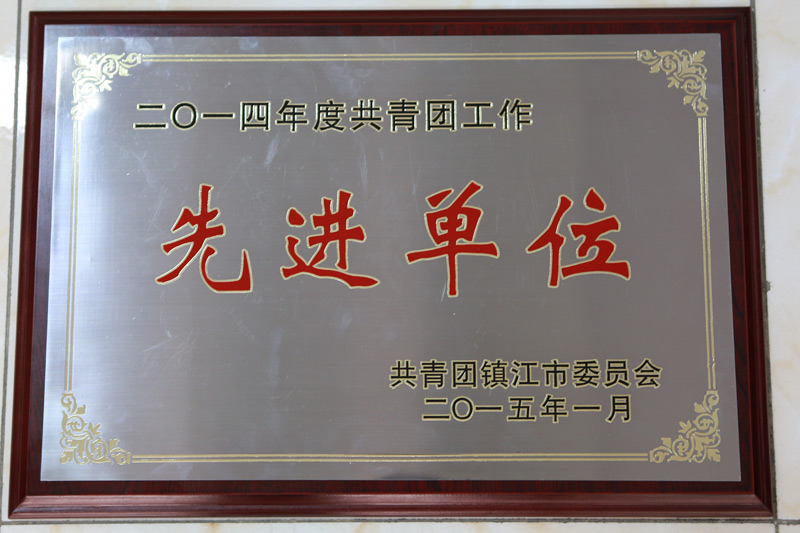 二〇一四年度共青团工作
先进单位
共青团镇江市委员会
二〇一五年一月